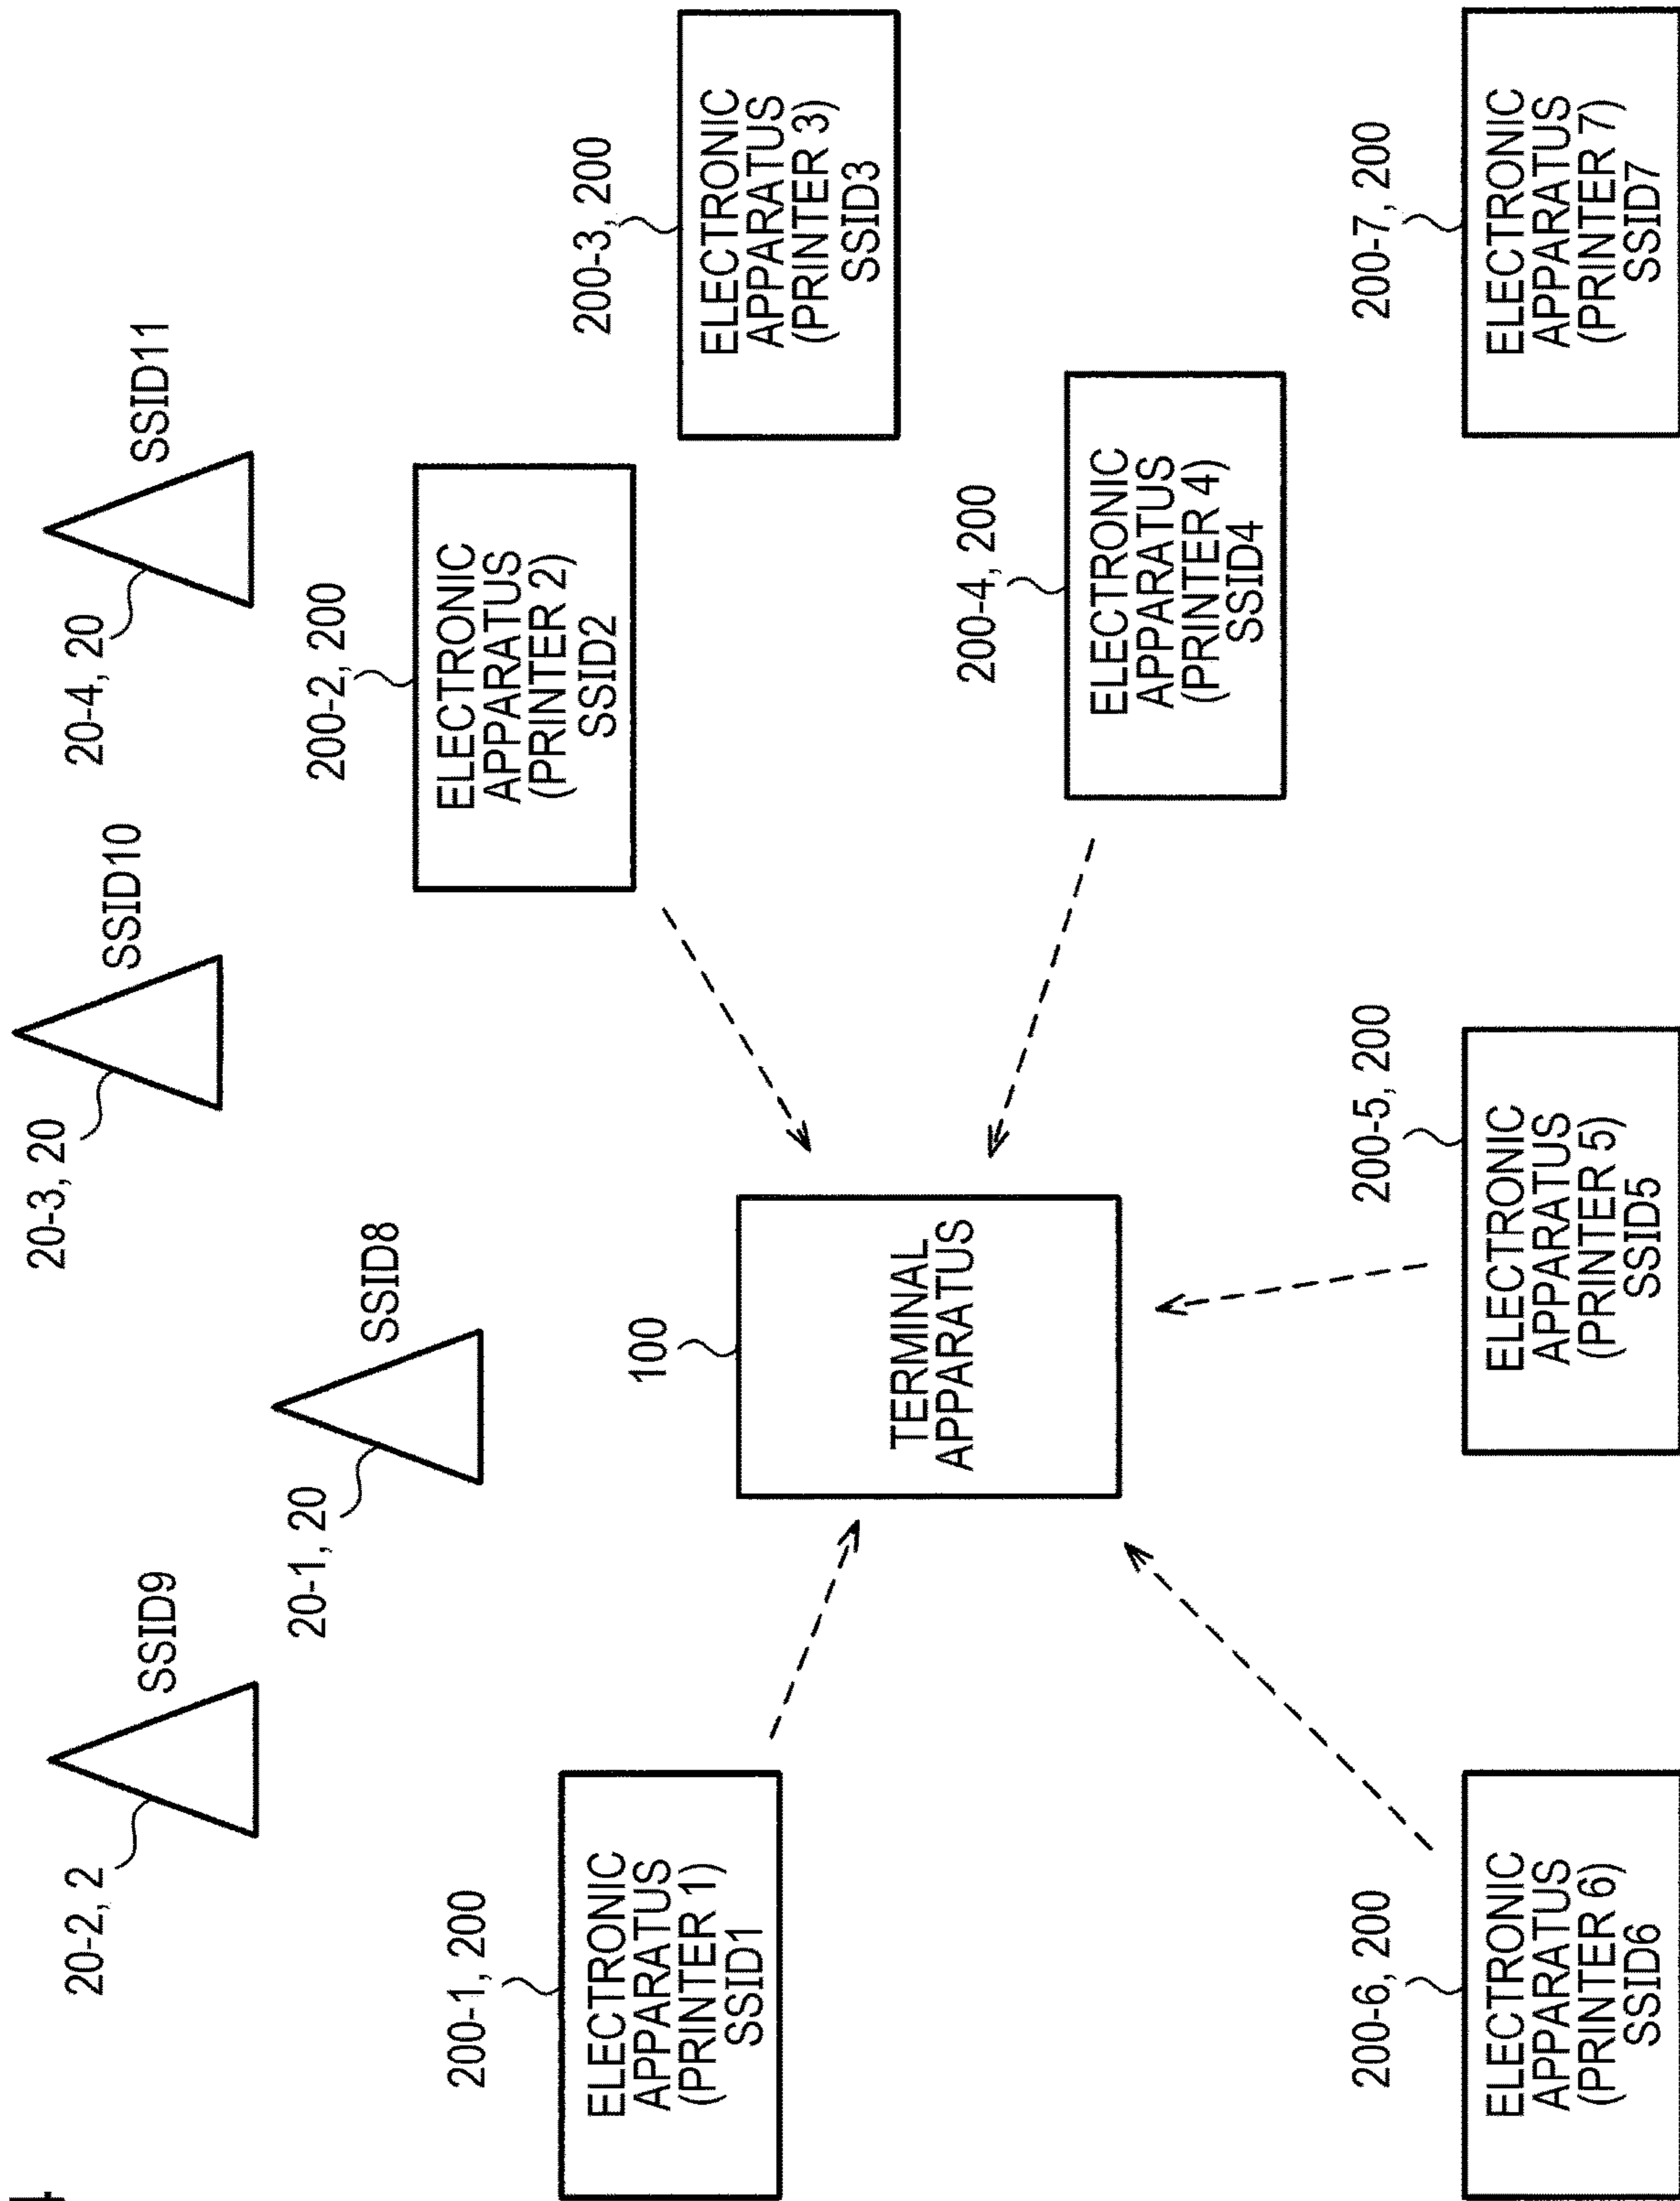 20-2, 2
SSID9
20-3, 20
SSID10
20-4, 20
SSID11
20-1, 20
SSID8
200-1, 200
ELECTRONIC
APPARATUS
(PRINTER 1)
SSID1
200-2, 200
ELECTRONIC
APPARATUS
(PRINTER 2)
SSID2
200-3, 200
ELECTRONIC
APPARATUS
(PRINTER 3)
SSID3
100
TERMINAL
APPARATUS
200-4, 200
ELECTRONIC
APPARATUS
(PRINTER 4)
SSID4
200-6, 200
ELECTRONIC
APPARATUS
(PRINTER 6)
SSID6
200-5, 200
ELECTRONIC
APPARATUS
(PRINTER 5)
SSID5
200-7, 200
ELECTRONIC
APPARATUS
(PRINTER 7)
SSID7